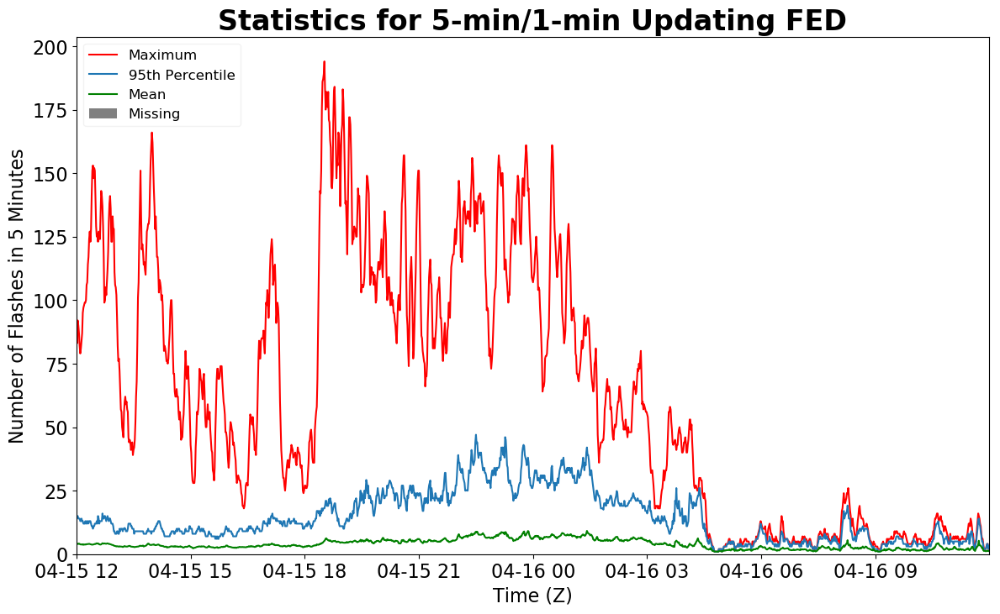 Statistics for 5-min/1-min Updating FED
200
175
150
125
100
75
50
25
0
Number of Flashes in 5 Minutes
Maximum
95th Percentile
Mean
Missing
04-15 12 04-15 15 04-15 18 04-15 21 04-16 00 04-16 03 04-16 06 04-16 09
Time (Z)